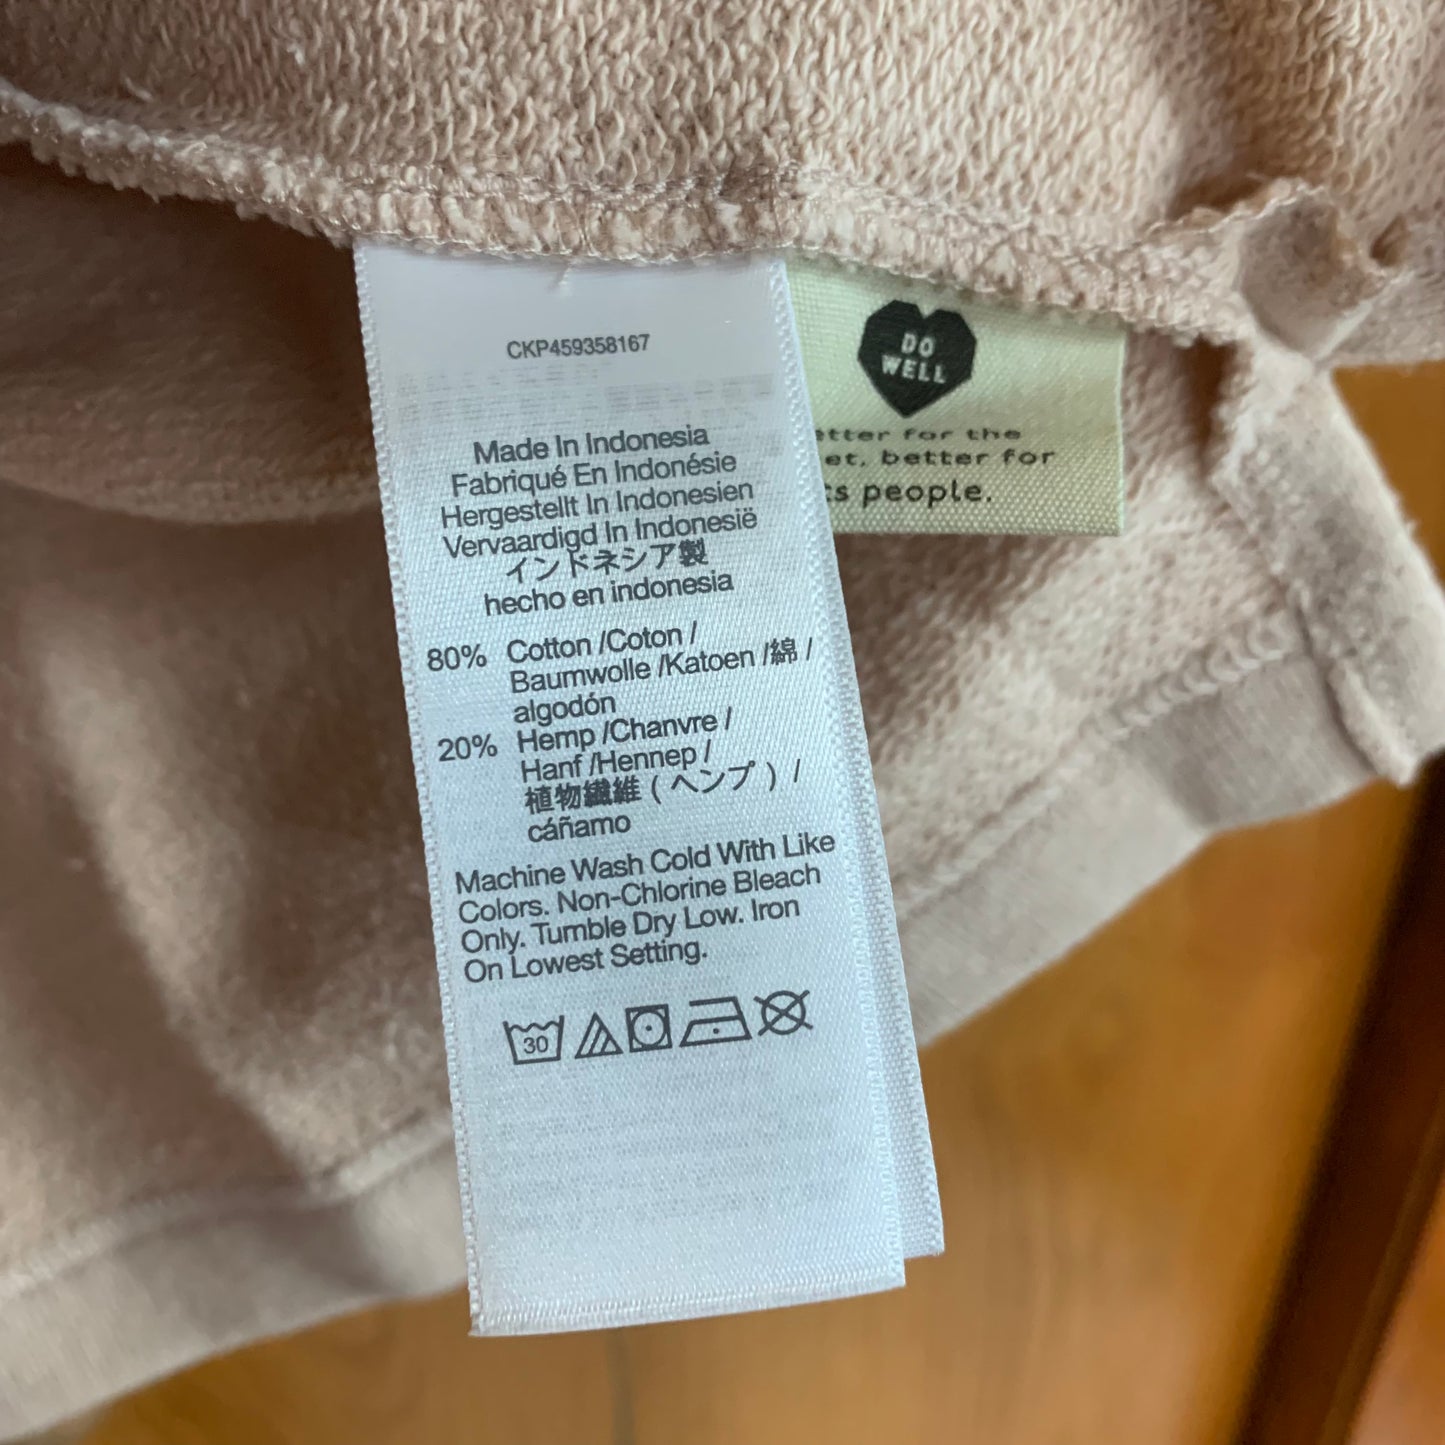 CKP459358167
Made In Indonesia
Fabriqué En Indonésie
Hergestellt In Indonesien
Vervaardigd In Indonesië
インドネシア製
hecho en indonesia
80% Cotton /Coton /
Baumwolle /Katoen /綿 /
algodón
20% Hemp /Chanvre /
Hanf /Hennep /
植物繊維 ( ヘンプ ) /
cáñamo
Machine Wash Cold With Like
Colors. Non-Chlorine Bleach
Only. Tumble Dry Low. Iron
On Lowest Setting.
30
DO
WELL
for the
better for
people.